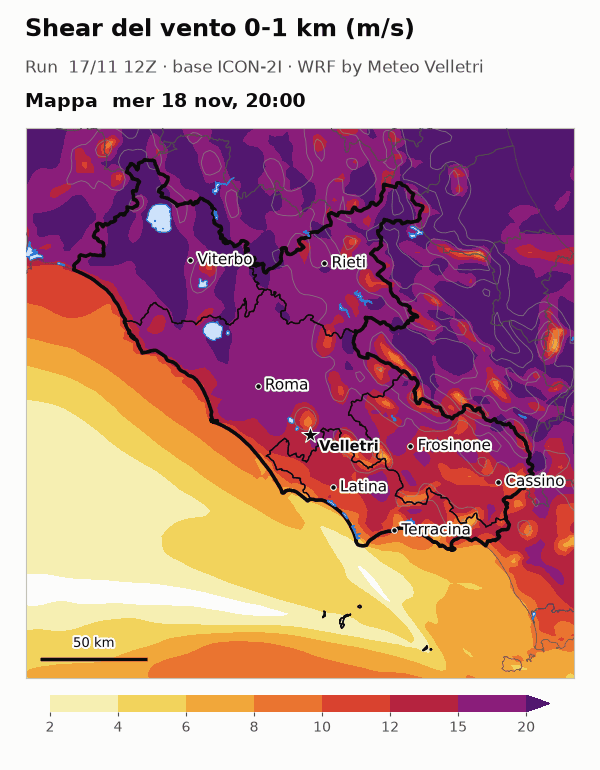 Shear del vento 0-1 km (m/s)
Run 17/11 12Z · base ICON-2I · WRF by Meteo Velletri
Mappa mer 18 nov, 20:00
Viterbo
Rieti
Roma
Velletri
Frosinone
Latina
Cassino
Terracina
50 km
2 4 6 8 10 12 15 20